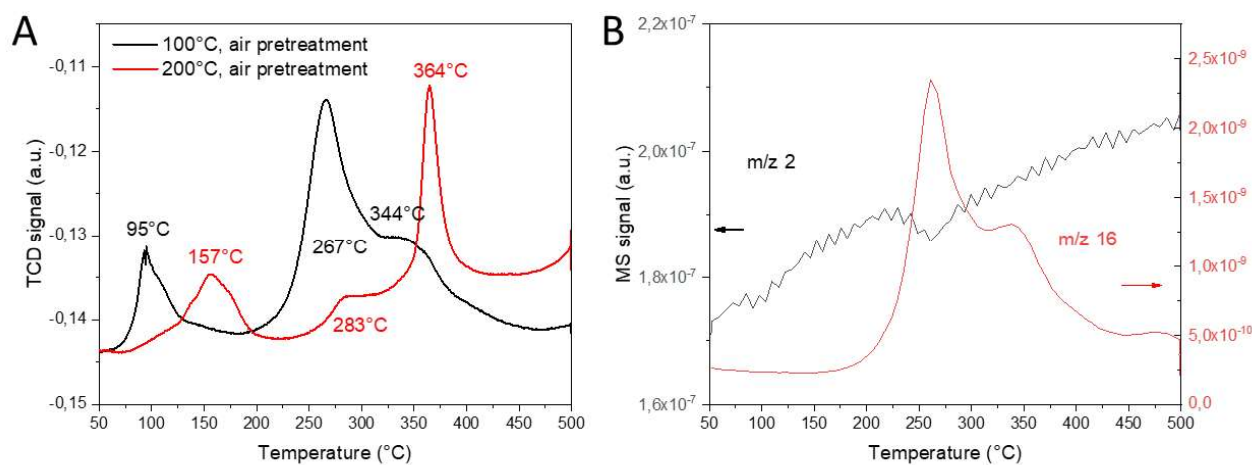 A
100°C, air pretreatment
200°C, air pretreatment
-0,11
-0,12
-0,13
-0,14
-0,15
TCD signal (a.u.)
95°C
157°C
267°C
283°C
344°C
364°C
50 100 150 200 250 300 350 400 450 500
Temperature (°C)
B
2,2x10⁻⁷
2,0x10⁻⁷
1,8x10⁻⁷
1,6x10⁻⁷
MS signal (a.u.)
m/z 2
m/z 16
2,5x10⁻⁹
2,0x10⁻⁹
1,5x10⁻⁹
1,0x10⁻⁹
5,0x10⁻¹⁰
0,0
50 100 150 200 250 300 350 400 450 500
Temperature (°C)